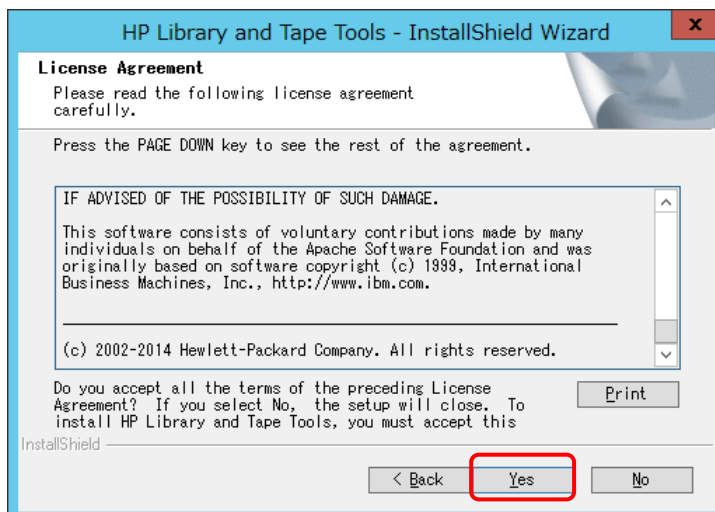 HP Library and Tape Tools - InstallShield Wizard
x
License Agreement
Please read the following license agreement
carefully.
Press the PAGE DOWN key to see the rest of the agreement.
IF ADVISED OF THE POSSIBILITY OF SUCH DAMAGE.
This software consists of voluntary contributions made by many
individuals on behalf of the Apache Software Foundation and was
originally based on software copyright (c) 1999, International
Business Machines, Inc., http://www.ibm.com.
(c) 2002-2014 Hewlett-Packard Company. All rights reserved.
Do you accept all the terms of the preceding License
Agreement? If you select No, the setup will close. To
install HP Library and Tape Tools, you must accept this
Print
InstallShield
< Back
Yes
No